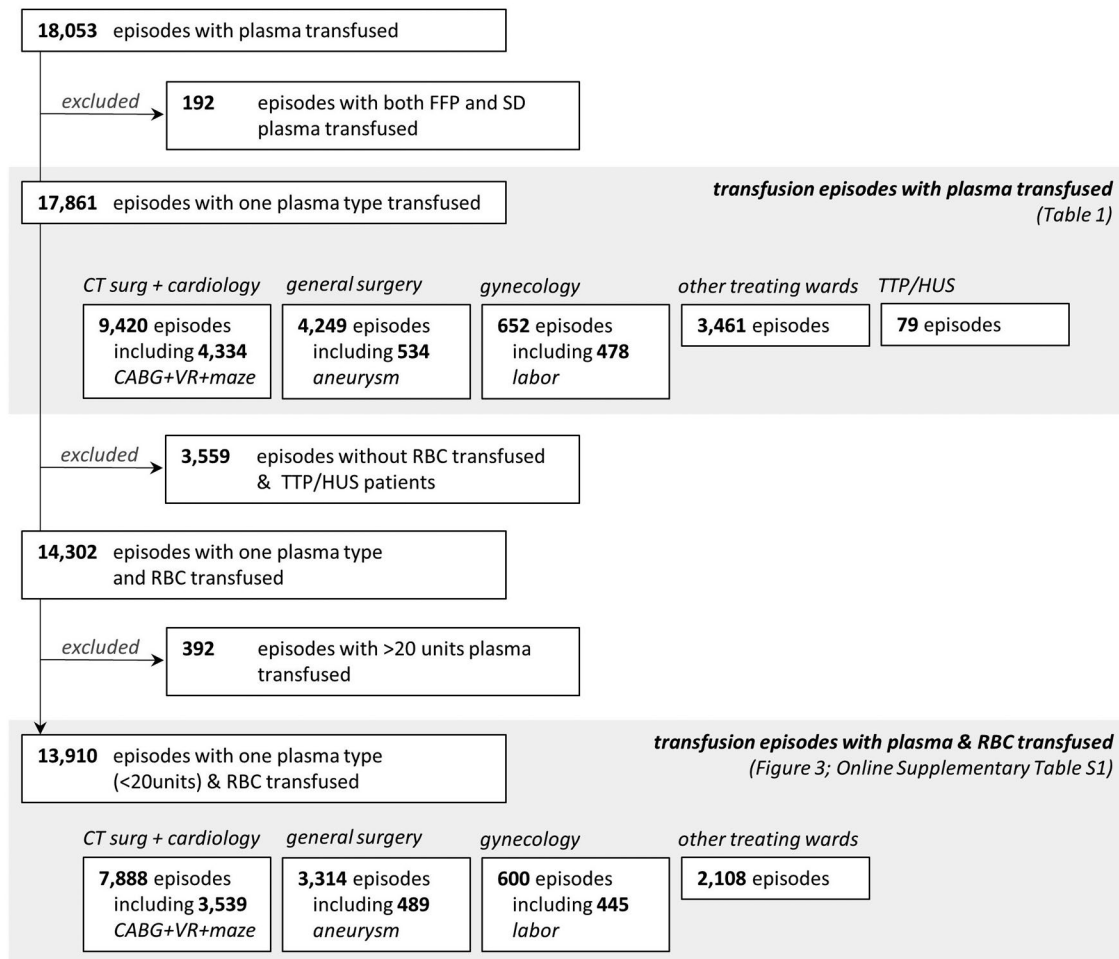 18,053 episodes with plasma transfused
excluded
192 episodes with both FFP and SD
plasma transfused
17,861 episodes with one plasma type transfused
transfusion episodes with plasma transfused
(Table 1)
CT surg + cardiology
9,420 episodes
including 4,334
CABG+VR+maze
general surgery
4,249 episodes
including 534
aneurysm
gynecology
652 episodes
including 478
labor
other treating wards
3,461 episodes
TTP/HUS
79 episodes
excluded
3,559 episodes without RBC transfused
& TTP/HUS patients
14,302 episodes with one plasma type
and RBC transfused
excluded
392 episodes with >20 units plasma
transfused
13,910 episodes with one plasma type
(<20units) & RBC transfused
transfusion episodes with plasma & RBC transfused
(Figure 3; Online Supplementary Table S1)
CT surg + cardiology
7,888 episodes
including 3,539
CABG+VR+maze
general surgery
3,314 episodes
including 489
aneurysm
gynecology
600 episodes
including 445
labor
other treating wards
2,108 episodes